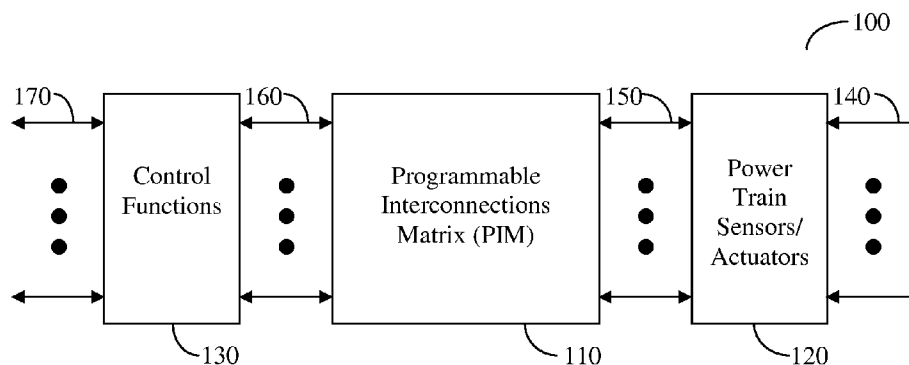 100
170
160
150
140
Control
Functions
Programmable
Interconnections
Matrix (PIM)
Power
Train
Sensors/
Actuators
130
110
120